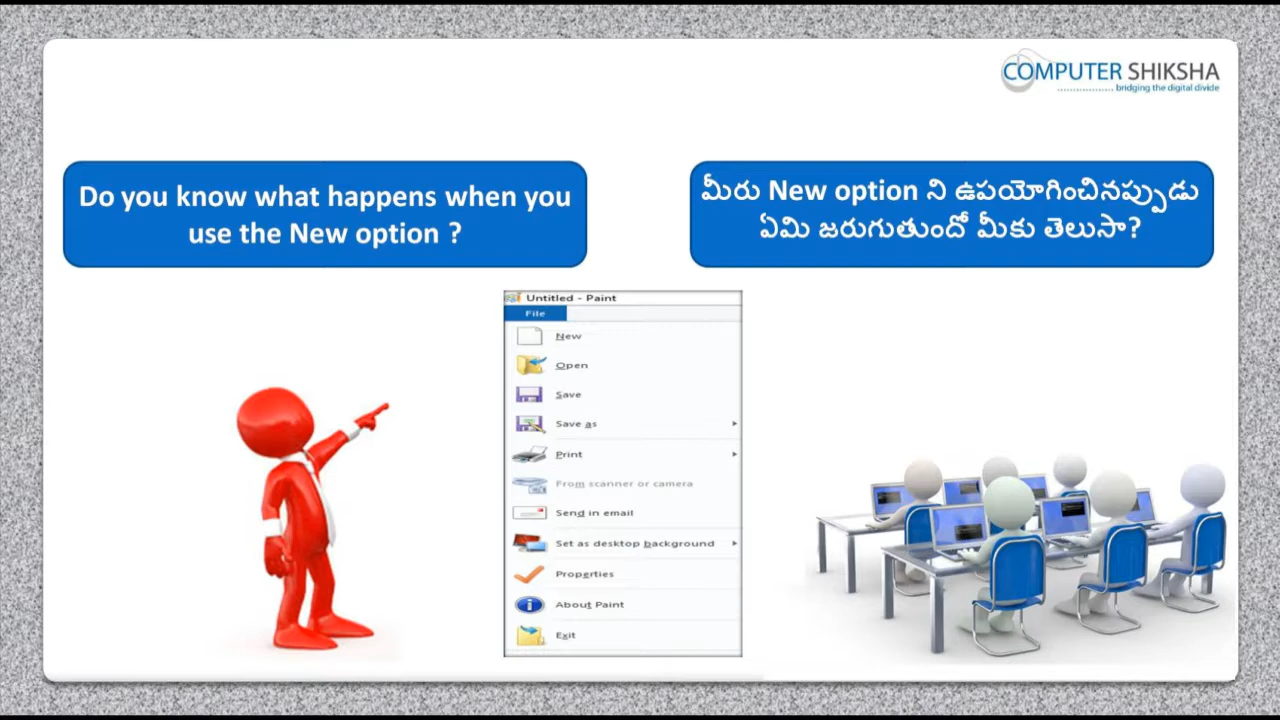 COMPUTER SHIKSHA
bridging the digital divide
Do you know what happens when you
use the New option ?
మీరు New option ని ఉపయోగించినప్పుడు
ఏమి జరుగుతుందో మీకు తెలుసా?
Untitled - Paint
File
New
Open
Save
Save as
Print
From scanner or camera
Send in email
Set as desktop background
Properties
About Paint
Exit